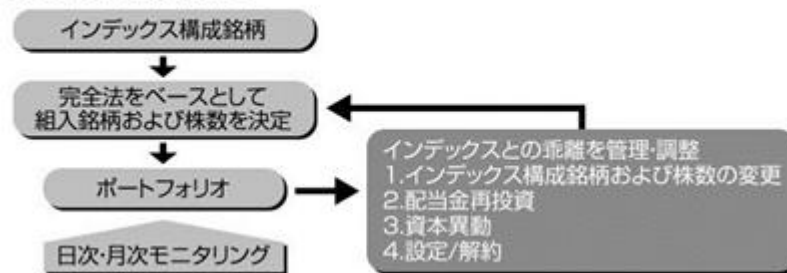 インデックス構成銘柄
完全法をベースとして
組入銘柄および株数を決定
ポートフォリオ
日次・月次モニタリング
インデックスとの乖離を管理・調整
1.インデックス構成銘柄および株数の変更
2.配当金再投資
3.資本異動
4.設定/解約